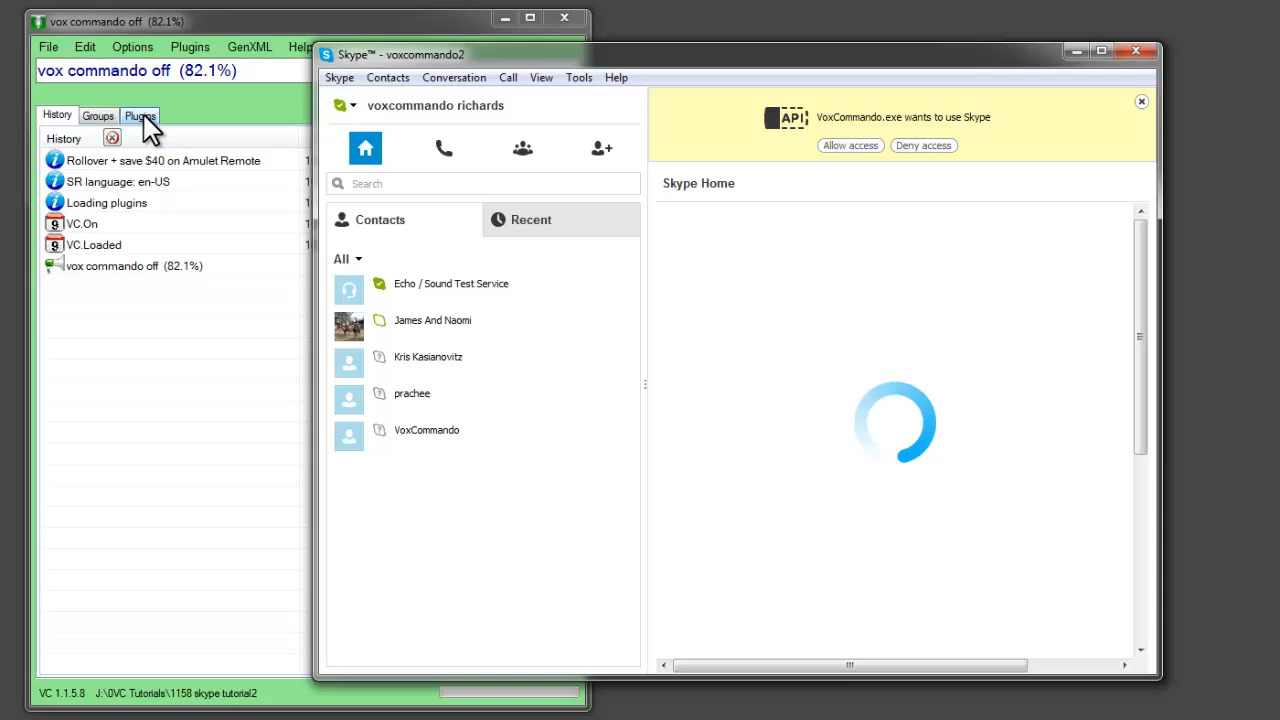 vox commando off (82.1%)
File Edit Options Plugins GenXML Help
vox commando off (82.1%)
History Groups Plugins
History
Rollover + save $40 on Amulet Remote
SR language: en-US
Loading plugins
VC.On
VC.Loaded
vox commando off (82.1%)
VC 1.1.5.8 J:\0VC Tutorials\1158 skype tutorial2
Skype™ - voxcommando2
Skype Contacts Conversation Call View Tools Help
voxcommando richards
Search
Contacts Recent
All
Echo / Sound Test Service
James And Naomi
Kris Kasianovitz
prachee
VoxCommando
API VoxCommando.exe wants to use Skype
Allow access Deny access
Skype Home